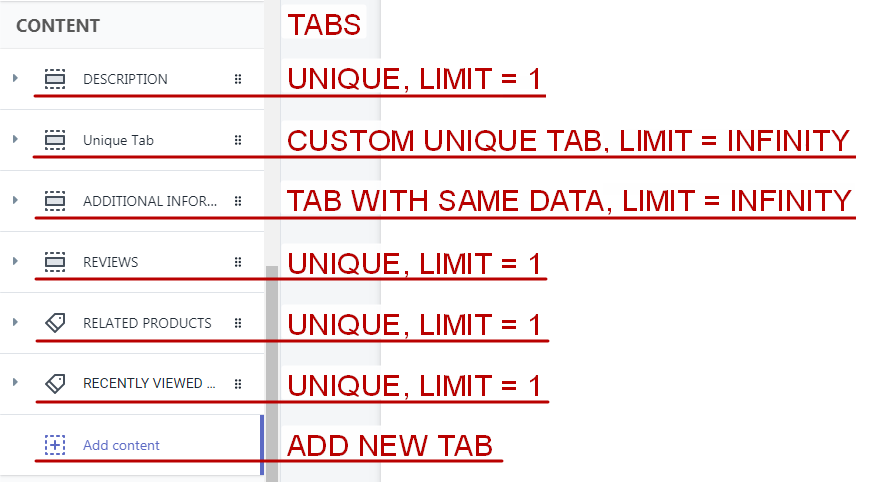 CONTENT TABS
DESCRIPTION UNIQUE, LIMIT = 1
Unique Tab CUSTOM UNIQUE TAB, LIMIT = INFINITY
ADDITIONAL INFOR... TAB WITH SAME DATA, LIMIT = INFINITY
REVIEWS UNIQUE, LIMIT = 1
RELATED PRODUCTS UNIQUE, LIMIT = 1
RECENTLY VIEWED ... UNIQUE, LIMIT = 1
Add content ADD NEW TAB